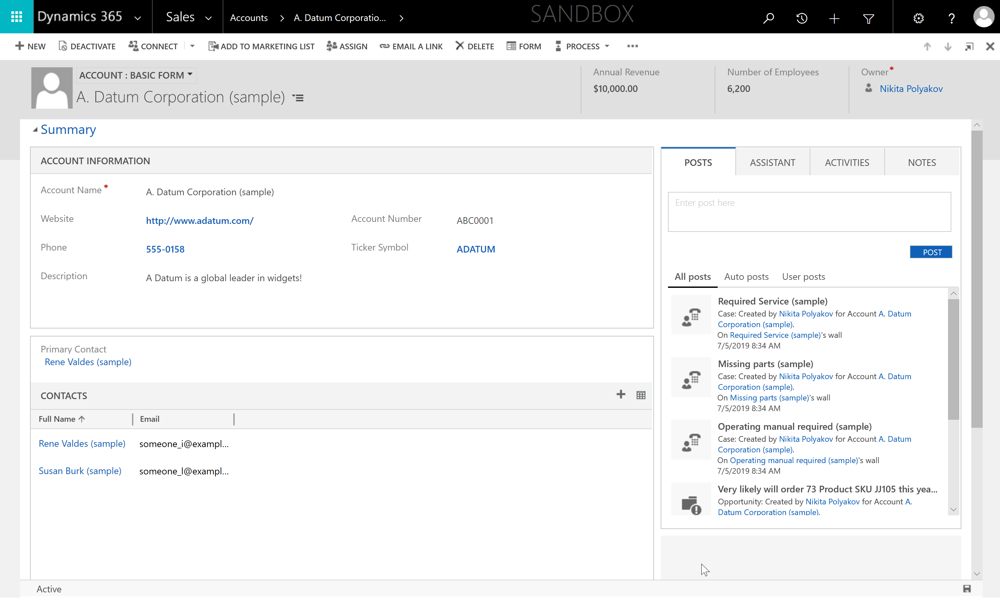 Dynamics 365 Sales Accounts A. Datum Corporatio... SANDBOX
NEW DEACTIVATE CONNECT ADD TO MARKETING LIST ASSIGN EMAIL A LINK DELETE FORM PROCESS
ACCOUNT : BASIC FORM
A. Datum Corporation (sample)
Annual Revenue
$10,000.00
Number of Employees
6,200
Owner*
Nikita Polyakov
Summary
ACCOUNT INFORMATION
Account Name * A. Datum Corporation (sample)
Website http://www.adatum.com/ Account Number ABC0001
Phone 555-0158 Ticker Symbol ADATUM
Description A Datum is a global leader in widgets!
Primary Contact
Rene Valdes (sample)
CONTACTS
Full Name Email
Rene Valdes (sample) someone_i@exampl...
Susan Burk (sample) someone_l@exampl...
POSTS ASSISTANT ACTIVITIES NOTES
Enter post here
POST
All posts Auto posts User posts
Required Service (sample)
Case: Created by Nikita Polyakov for Account A. Datum
Corporation (sample).
On Required Service (sample)'s wall
7/5/2019 8:34 AM
Missing parts (sample)
Case: Created by Nikita Polyakov for Account A. Datum
Corporation (sample).
On Missing parts (sample)'s wall
7/5/2019 8:34 AM
Operating manual required (sample)
Case: Created by Nikita Polyakov for Account A. Datum
Corporation (sample).
On Operating manual required (sample)'s wall
7/5/2019 8:34 AM
Very likely will order 73 Product SKU JJ105 this yea...
Opportunity: Created by Nikita Polyakov for Account A.
Datum Corporation (sample).
Active